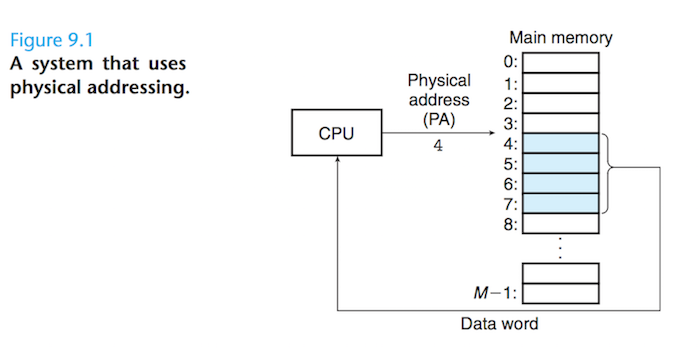 Figure 9.1
A system that uses
physical addressing.
Main memory
Physical
address
(PA)
4
CPU
0:
1:
2:
3:
4:
5:
6:
7:
8:
M−1:
Data word